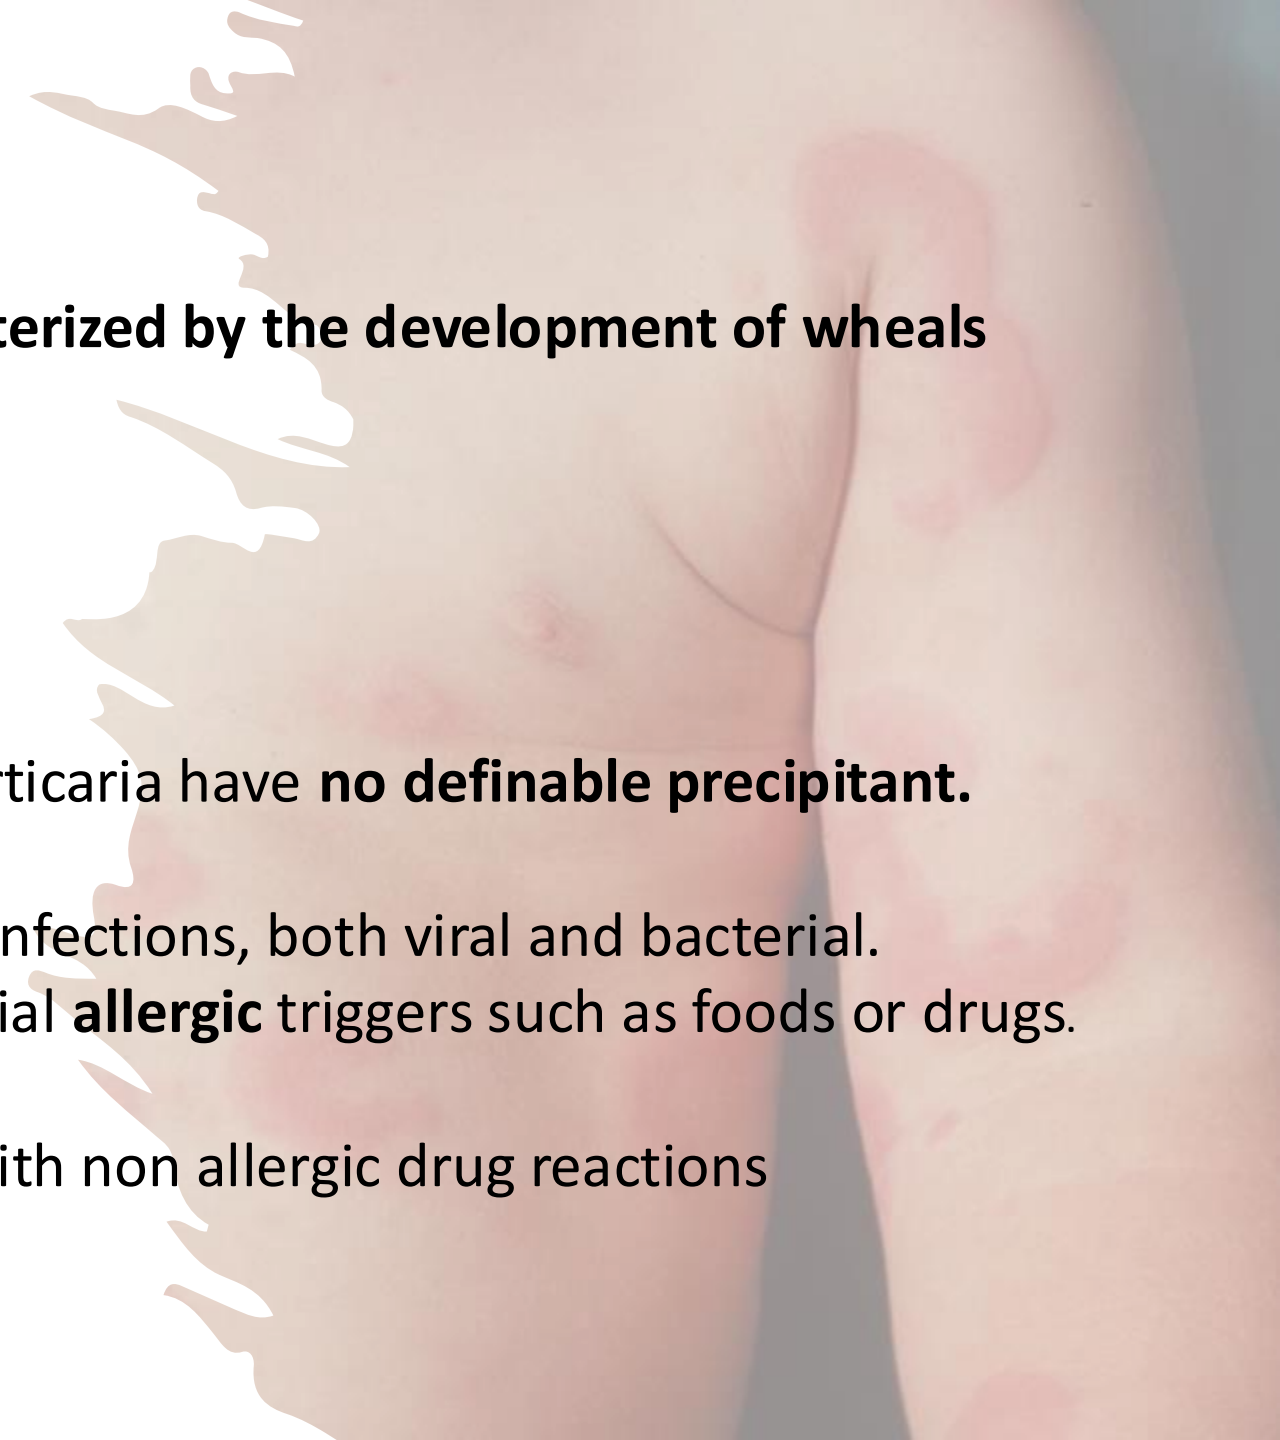 terized by the development of wheals
rticaria have no definable precipitant.
nfections, both viral and bacterial.
ial allergic triggers such as foods or drugs.
ith non allergic drug reactions